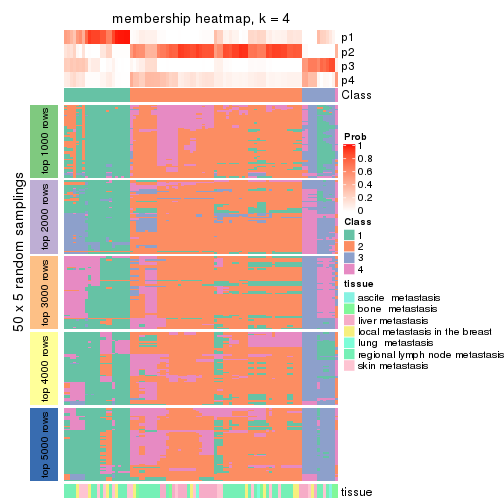 membership heatmap, k = 4
p1
p2
p3
p4
Class
50 x 5 random samplings
top 1000 rows
top 2000 rows
top 3000 rows
top 4000 rows
top 5000 rows
tissue
Prob
1
0.8
0.6
0.4
0.2
0
Class
1
2
3
4
tissue
ascite metastasis
bone metastasis
liver metastasis
local metastasis in the breast
lung metastasis
regional lymph node metastasis
skin metastasis